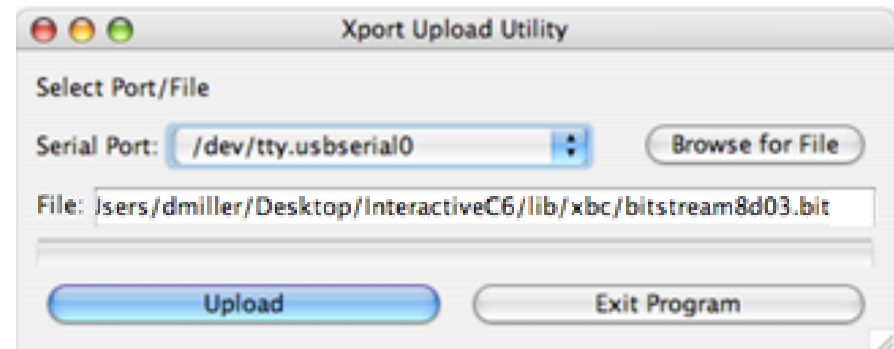 Xport Upload Utility
Select Port/File
Serial Port: /dev/tty.usbserial0 Browse for File
File: Jsers/dmiller/Desktop/InteractiveC6/lib/xbc/bitstream8d03.bit
Upload Exit Program